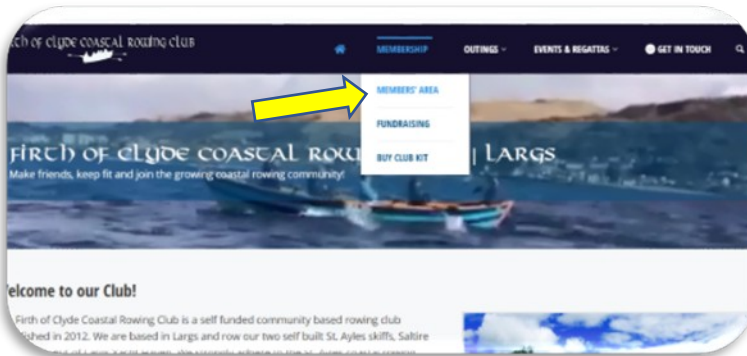 rth of clyde coastal rowing club
MEMBERSHIP
OUTINGS
EVENTS & REGATTAS
GET IN TOUCH
MEMBERS' AREA
FUNDRAISING
BUY CLUB KIT
FIRTH OF CLYDE COASTAL ROW | LARGS
Make friends, keep fit and join the growing coastal rowing community!
elcome to our Club!
Firth of Clyde Coastal Rowing Club is a self funded community based rowing club
lished in 2012. We are based in Largs and row our two self built St. Ayles skiffs, Saltire